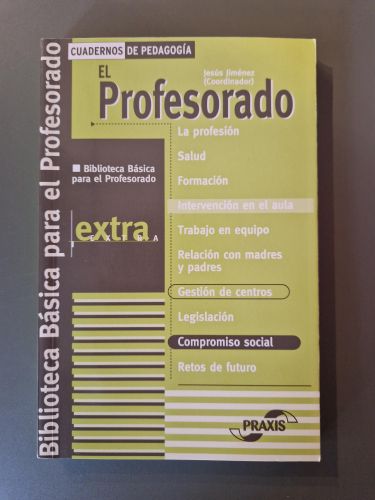 Biblioteca Básica para el Profesorado
CUADERNOS DE PEDAGOGÍA
EL
Jesús Jiménez
(Coordinador)
Profesorado
La profesión
Salud
Formación
Intervención en el aula
Trabajo en equipo
Relación con madres
y padres
Gestión de centros
Legislación
Compromiso social
Retos de futuro
Biblioteca Básica
para el Profesorado
extra
EXTRA
PRAXIS